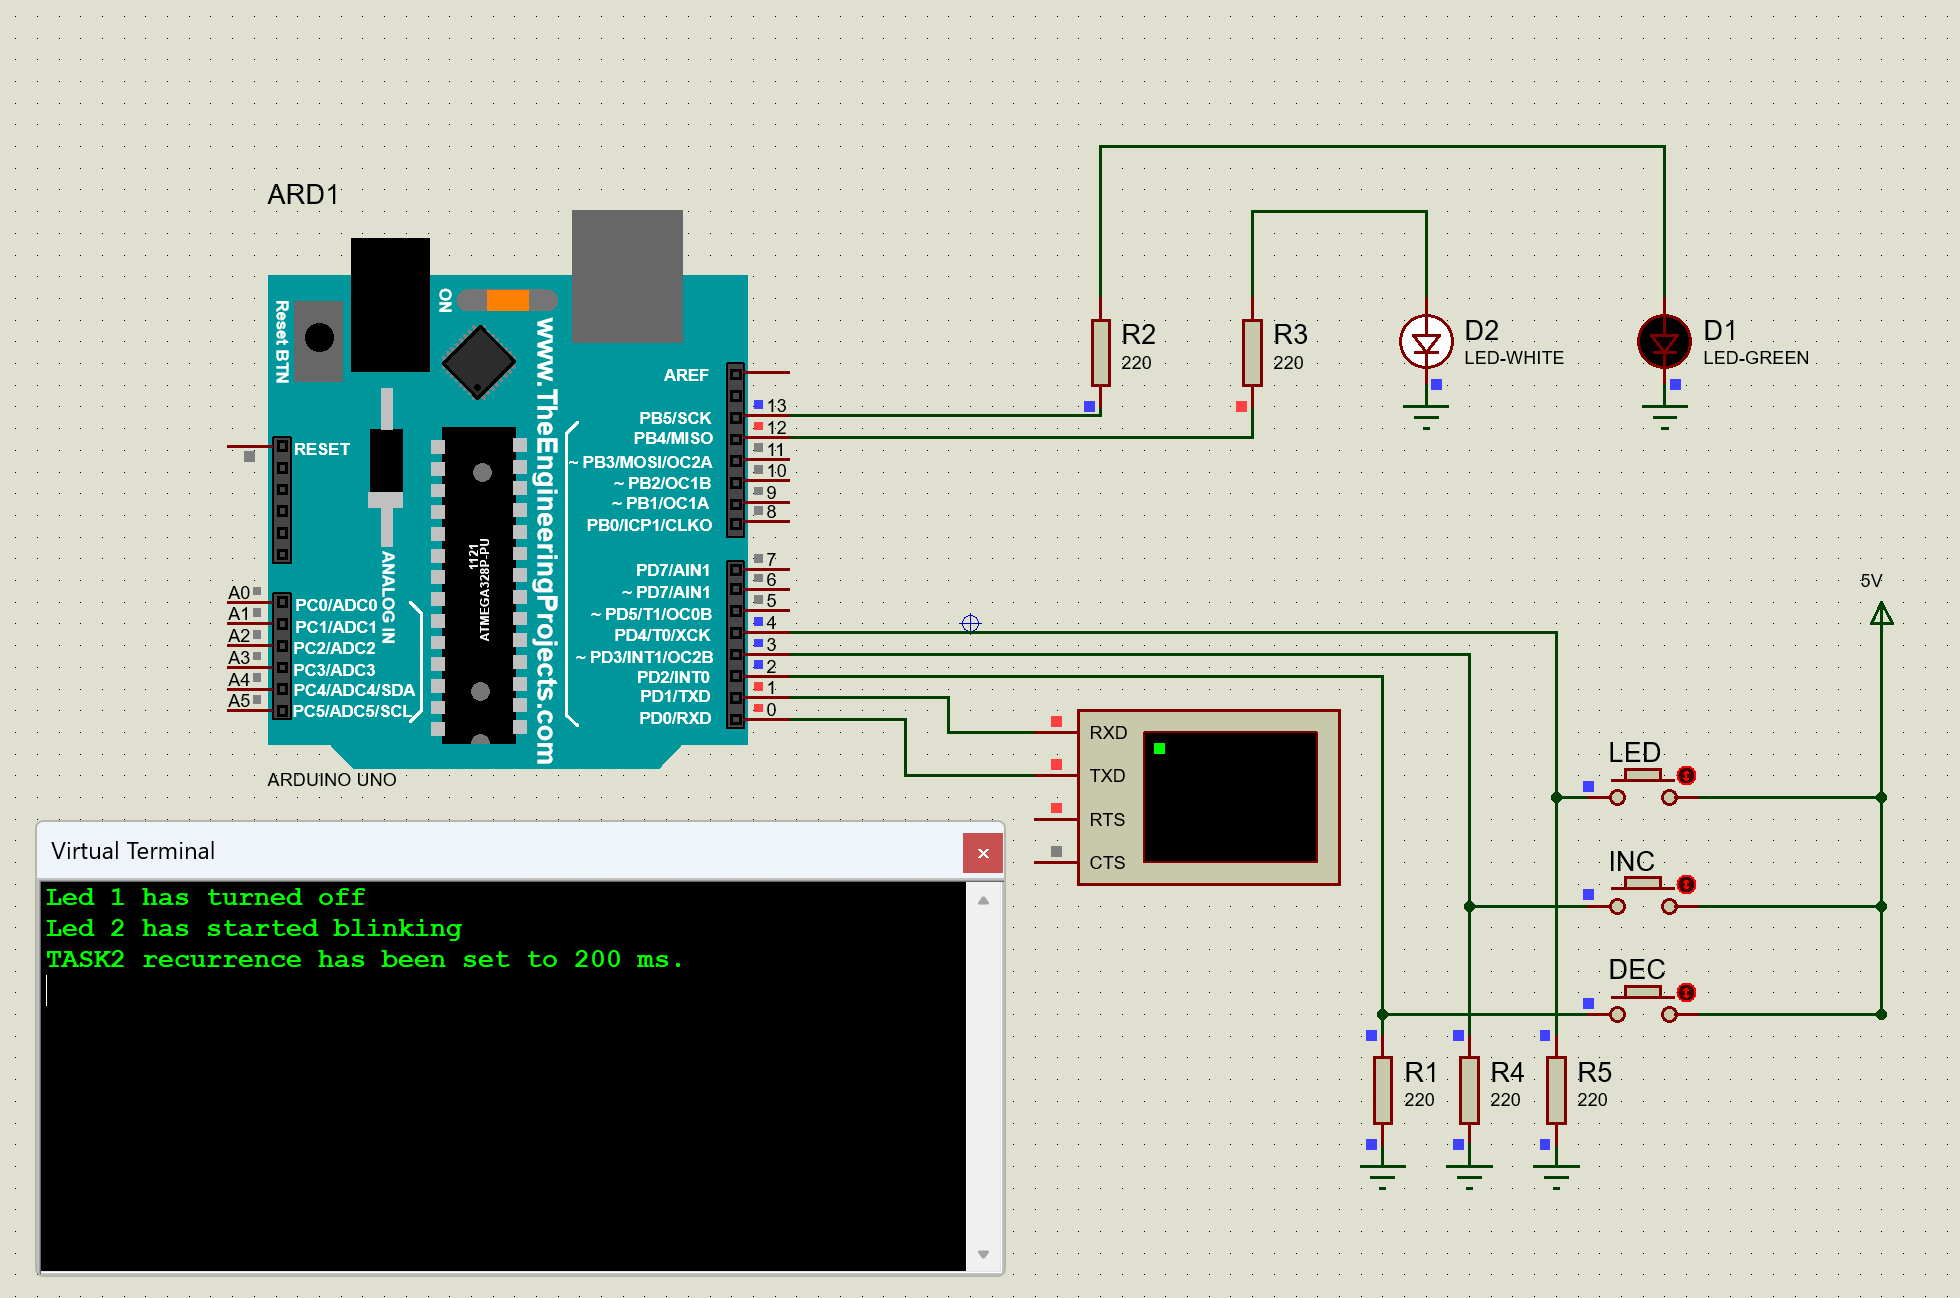 ARD1
Reset BTN
ON
www.TheEngineeringProjects.com
AREF
PB5/SCK
13
PB4/MISO
12
~ PB3/MOSI/OC2A
11
~ PB2/OC1B
10
~ PB1/OC1A
9
PB0/ICP1/CLKO
8
RESET
1121
ATMEGA328P-PU
ANALOG IN
PD7/AIN1
7
~ PD7/AIN1
6
~ PD5/T1/OC0B
5
PD4/T0/XCK
4
~ PD3/INT1/OC2B
3
PD2/INT0
2
PD1/TXD
1
PD0/RXD
0
A0
PC0/ADC0
A1
PC1/ADC1
A2
PC2/ADC2
A3
PC3/ADC3
A4
PC4/ADC4/SDA
A5
PC5/ADC5/SCL
ARDUINO UNO
R2
220
R3
220
D2
LED-WHITE
D1
LED-GREEN
5V
RXD
TXD
RTS
CTS
LED
INC
DEC
R1
220
R4
220
R5
220
Virtual Terminal
Led 1 has turned off
Led 2 has started blinking
TASK2 recurrence has been set to 200 ms.